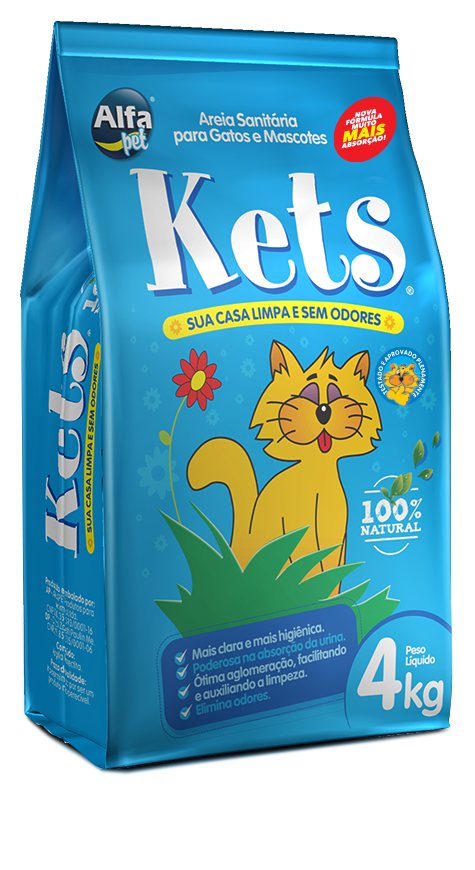 Alfa
pet
Areia Sanitária
para Gatos e Mascotes
NOVA
FÓRMULA
MUITO
MAIS
ABSORÇÃO!
Kets®
SUA CASA LIMPA E SEM ODORES
TESTADO E APROVADO PLENAMENTE
100%
NATURAL
Mais clara e mais higiênica.
Poderosa na absorção da urina.
Ótima aglomeração, facilitando
e auxiliando a limpeza.
Elimina odores.
Peso
Líquido
4kg
Kets
SUA CASA LIMPA E SEM ODORES